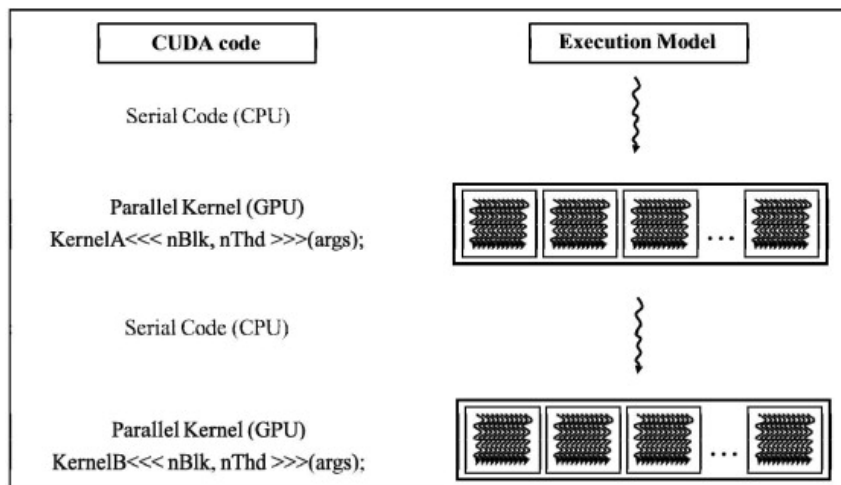 CUDA code
Execution Model
Serial Code (CPU)
Parallel Kernel (GPU)
KernelA<<< nBlk, nThd >>>(args);
...
Serial Code (CPU)
Parallel Kernel (GPU)
KernelB<<< nBlk, nThd >>>(args);
...